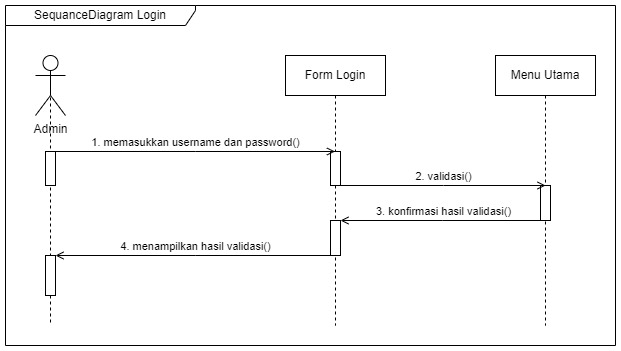 SequanceDiagram Login
Form Login
Menu Utama
Admin
1. memasukkan username dan password()
2. validasi()
3. konfirmasi hasil validasi()
4. menampilkan hasil validasi()